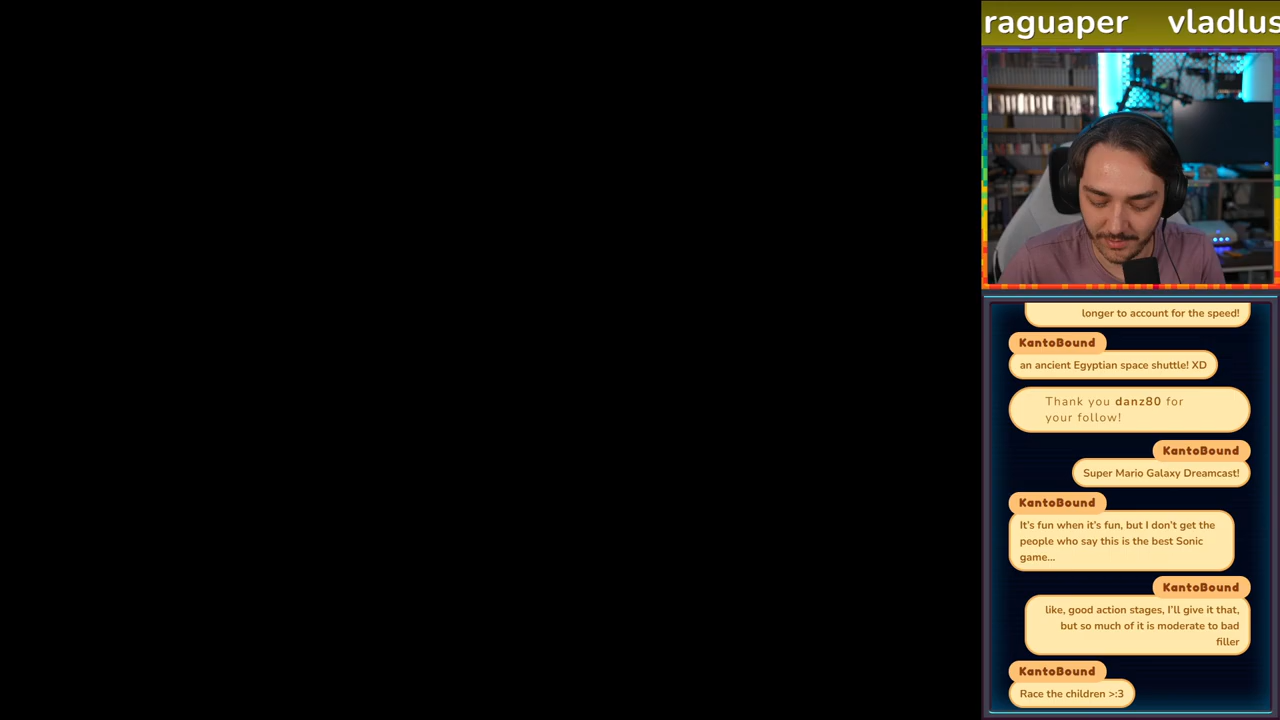 raguaper vladlus
longer to account for the speed!
KantoBound
an ancient Egyptian space shuttle! XD
Thank you danz80 for
your follow!
KantoBound
Super Mario Galaxy Dreamcast!
KantoBound
It's fun when it's fun, but I don't get the
people who say this is the best Sonic
game...
KantoBound
like, good action stages, I'll give it that,
but so much of it is moderate to bad
filler
KantoBound
Race the children >:3